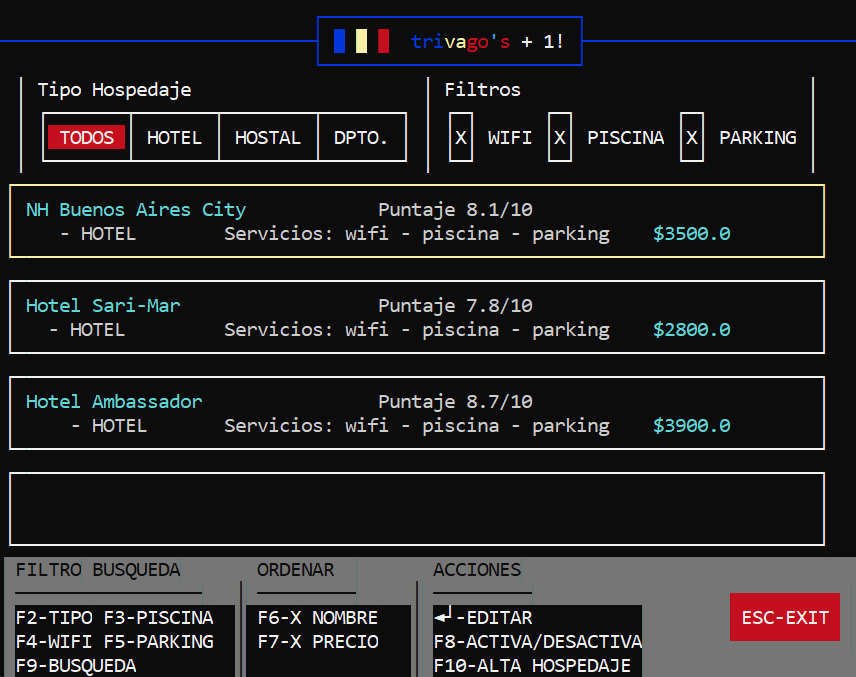 trivago's + 1!
Tipo Hospedaje Filtros
TODOS HOTEL HOSTAL DPTO. X WIFI X PISCINA X PARKING
NH Buenos Aires City Puntaje 8.1/10
- HOTEL Servicios: wifi - piscina - parking $3500.0
Hotel Sari-Mar Puntaje 7.8/10
- HOTEL Servicios: wifi - piscina - parking $2800.0
Hotel Ambassador Puntaje 8.7/10
- HOTEL Servicios: wifi - piscina - parking $3900.0
FILTRO BUSQUEDA ORDENAR ACCIONES
F2-TIPO F3-PISCINA F6-X NOMBRE ↵-EDITAR ESC-EXIT
F4-WIFI F5-PARKING F7-X PRECIO F8-ACTIVA/DESACTIVA
F9-BUSQUEDA F10-ALTA HOSPEDAJE